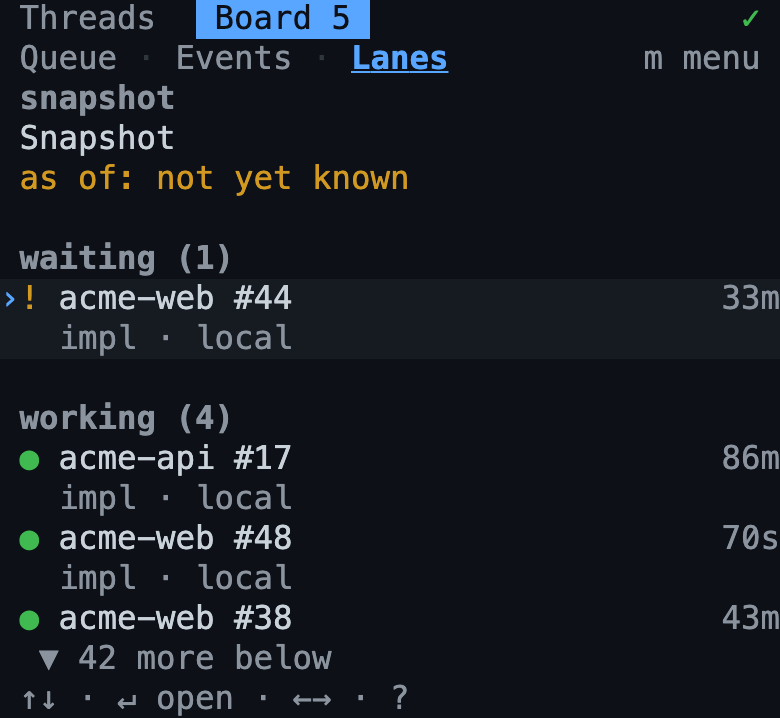 Threads Board 5 ✓
Queue · Events · Lanes m menu
snapshot
Snapshot
as of: not yet known
waiting (1)
›! acme-web #44 33m
impl · local
working (4)
● acme-api #17 86m
impl · local
● acme-web #48 70s
impl · local
● acme-web #38 43m
▼ 42 more below
↑↓ · ↵ open · ←→ · ?